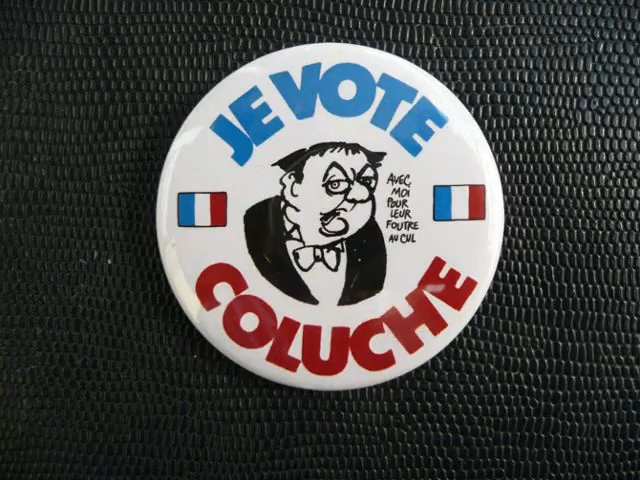 JE VOTE
AVEC
MOI
POUR
LEUR
FOUTRE
AU CUL
COLUCHE